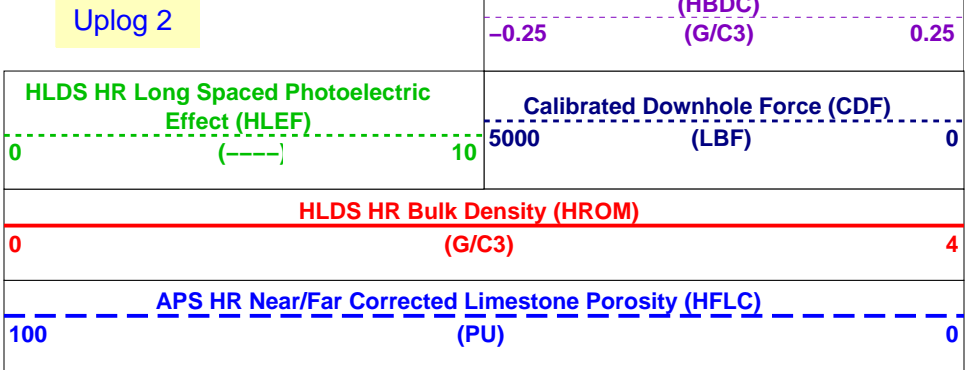 (HBDC)
Uplog 2
−0.25 (G/C3) 0.25
HLDS HR Long Spaced Photoelectric
Effect (HLEF)
0 (−−−−) 10
Calibrated Downhole Force (CDF)
5000 (LBF) 0
HLDS HR Bulk Density (HROM)
0 (G/C3) 4
APS HR Near/Far Corrected Limestone Porosity (HFLC)
100 (PU) 0